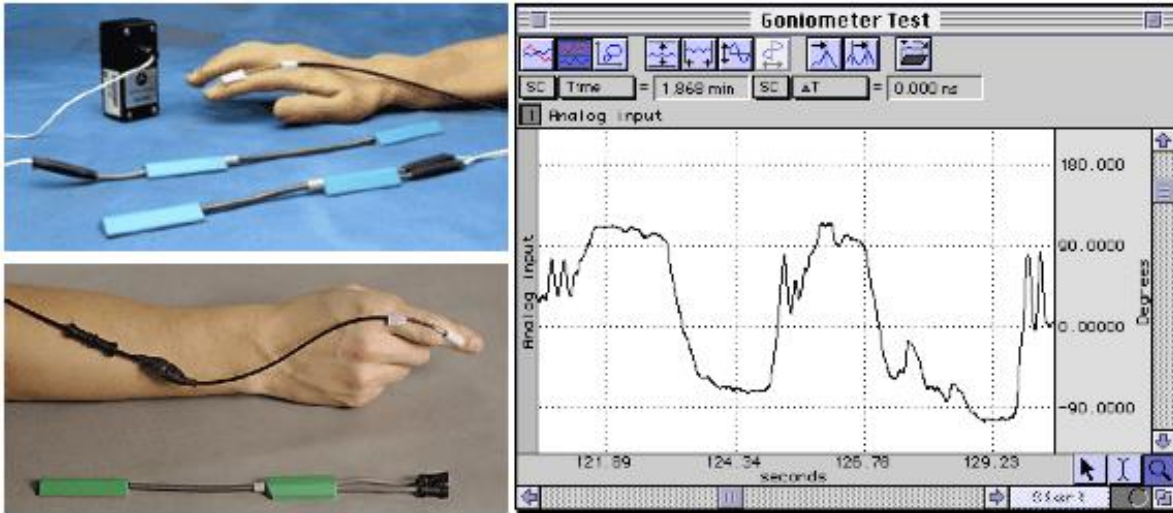 Goniometer Test
SC Time = 1.868 min SC ΔT = 0.000 ns
1 Analog input
180.000
90.0000
0.00000
-90.0000
Degrees
Analog input
121.89 124.34 126.78 129.23
seconds
Start